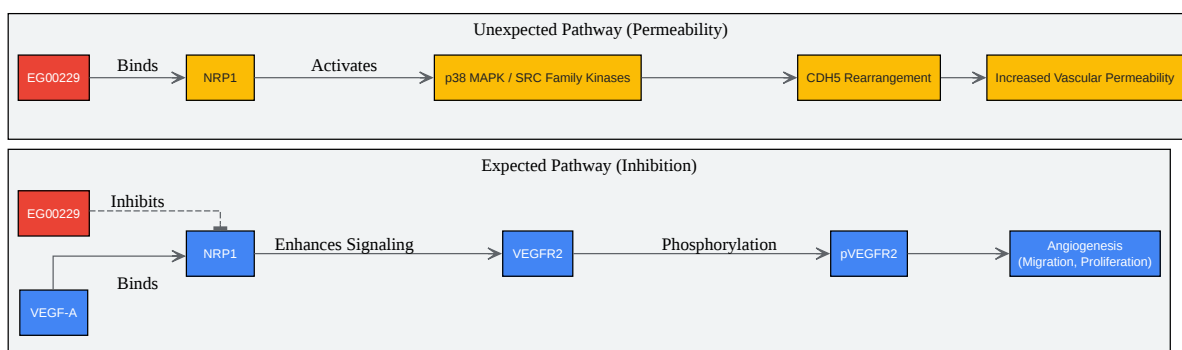 Unexpected Pathway (Permeability)
EG00229
Binds
NRP1
Activates
p38 MAPK / SRC Family Kinases
CDH5 Rearrangement
Increased Vascular Permeability
Expected Pathway (Inhibition)
EG00229
Inhibits
VEGF-A
Binds
NRP1
Enhances Signaling
VEGFR2
Phosphorylation
pVEGFR2
Angiogenesis
(Migration, Proliferation)